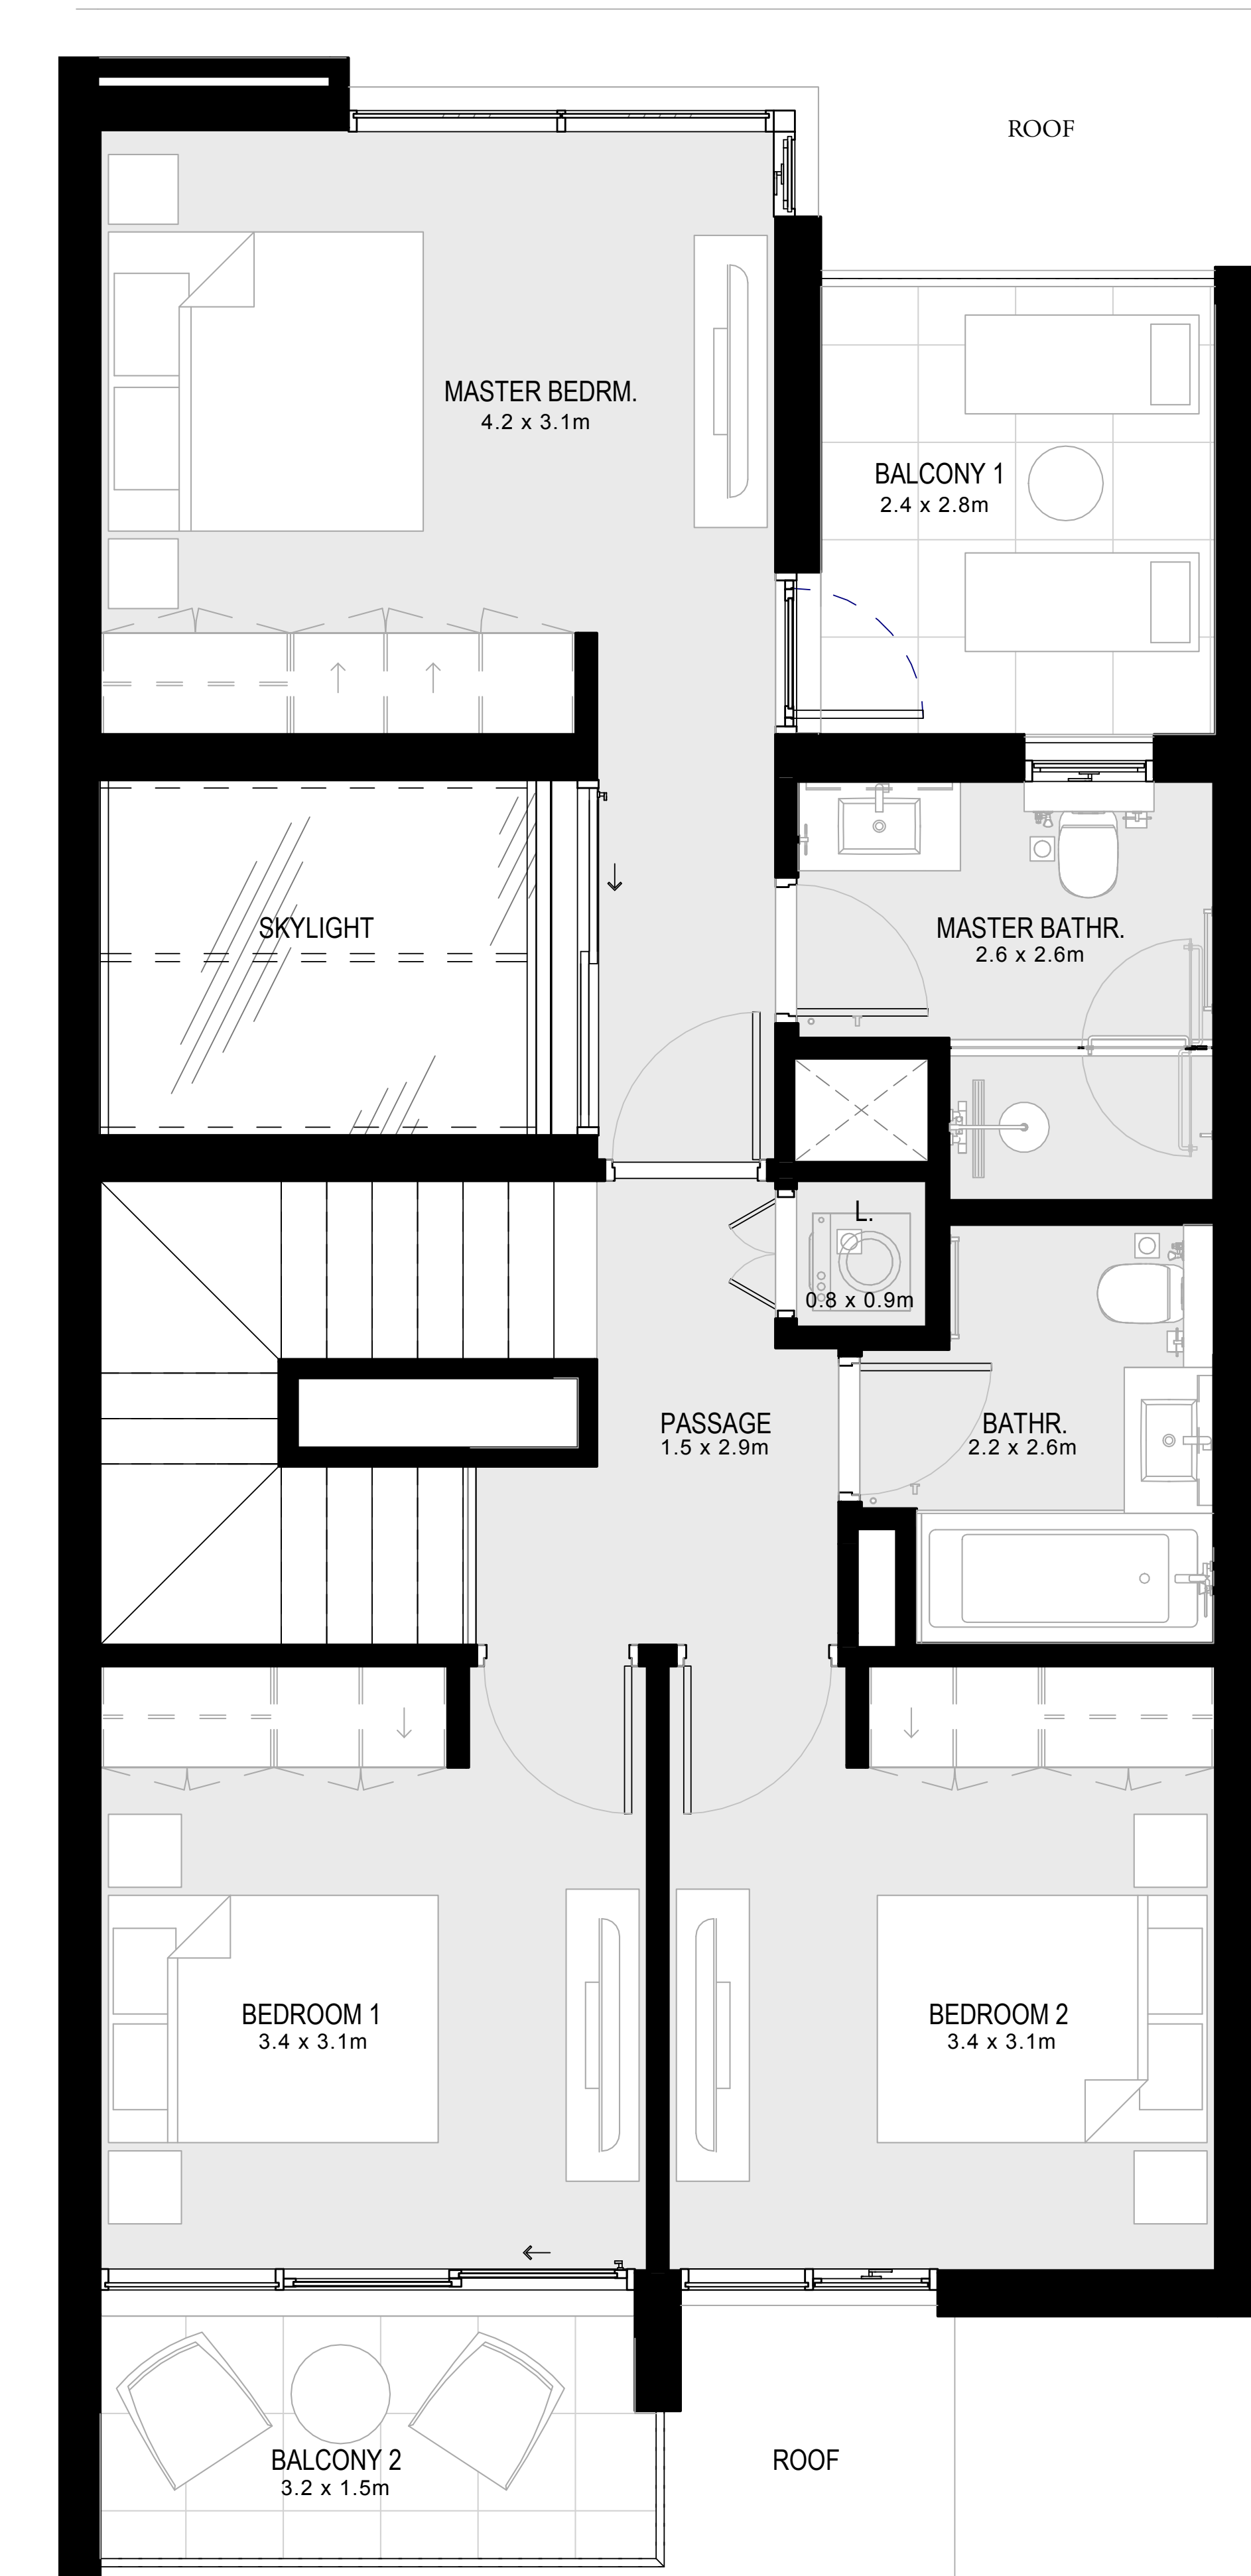 ROOF
MASTER BEDRM.
4.2 x 3.1m
BALCONY 1
2.4 x 2.8m
SKYLIGHT
MASTER BATHR.
2.6 x 2.6m
L.
0.8 x 0.9m
PASSAGE
1.5 x 2.9m
BATHR.
2.2 x 2.6m
BEDROOM 1
3.4 x 3.1m
BEDROOM 2
3.4 x 3.1m
BALCONY 2
3.2 x 1.5m
ROOF